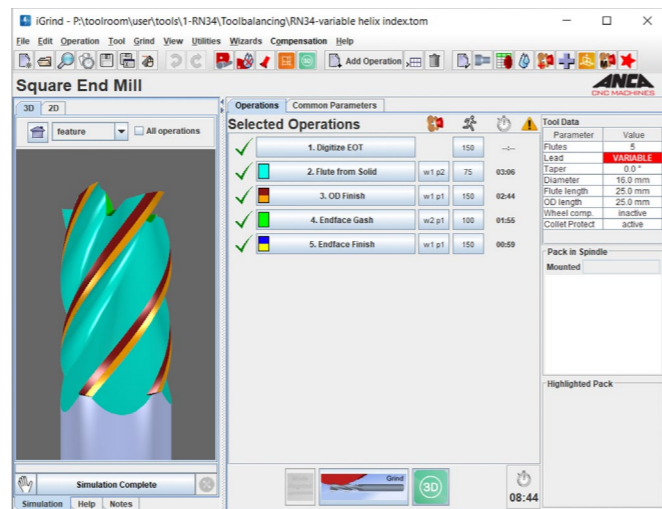 iGrind - P:\toolroom\user\tools\1-RN34\Toolbalancing\RN34-variable helix index.tom
File Edit Operation Tool Grind View Utilities Wizards Compensation Help
Add Operation
Square End Mill
ANCA
CNC MACHINES
3D 2D
feature
All operations
Simulation Complete
Simulation Help Notes
Operations Common Parameters
Selected Operations
1. Digitize EOT 150 --:--
2. Flute from Solid w1 p2 75 03:06
3. OD Finish w1 p1 150 02:44
4. Endface Gash w2 p1 100 01:55
5. Endface Finish w1 p1 150 00:59
Grind
3D
08:44
Tool Data
Parameter Value
Flutes 5
Lead VARIABLE
Taper 0.0 °
Diameter 16.0 mm
Flute length 25.0 mm
OD length 25.0 mm
Wheel comp. inactive
Collet Protect active
Pack in Spindle
Mounted
Highlighted Pack